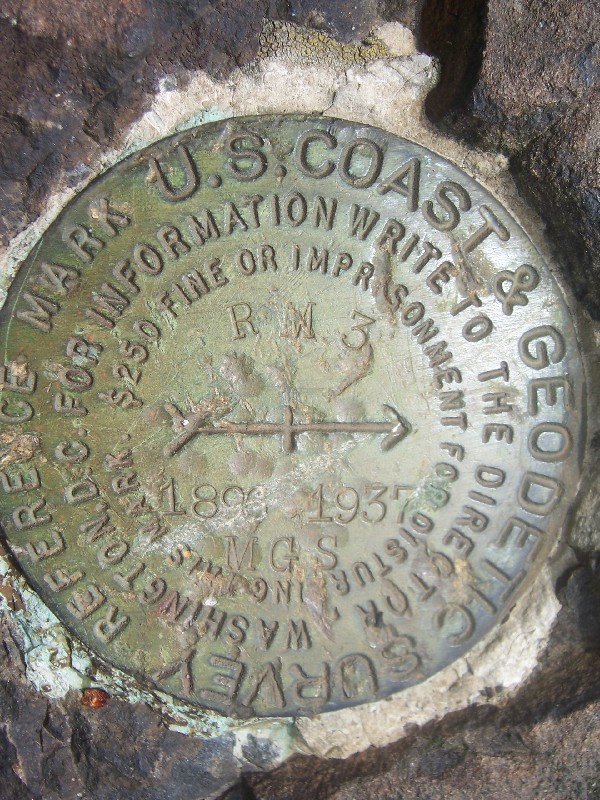 U.S. COAST & GEODETIC SURVEY
REFERENCE MARK
FOR INFORMATION WRITE TO THE DIRECTOR
WASHINGTON, D.C.
$250 FINE OR IMPRISONMENT FOR DISTURBING THIS MARK.
RM 3
1937
MGS